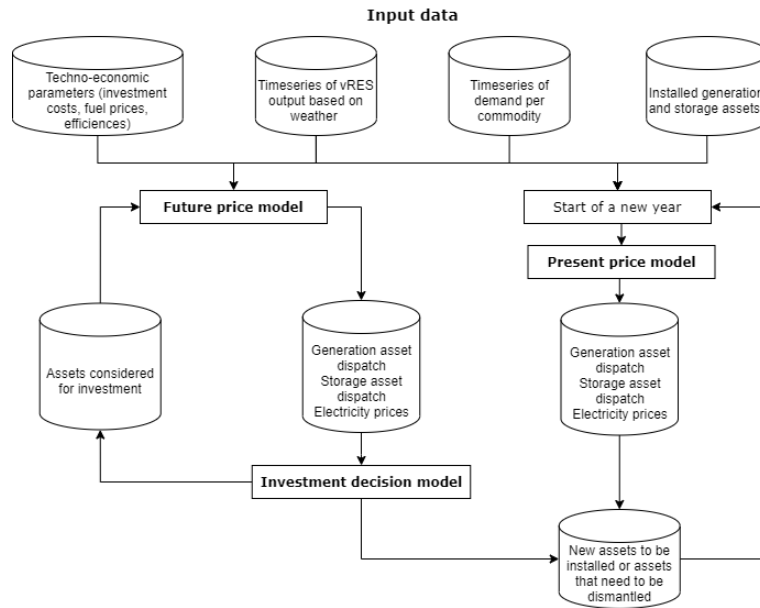 Input data
Techno-economic
parameters (investment
costs, fuel prices,
efficiences)
Timeseries of vRES
output based on
weather
Timeseries of
demand per
commodity
Installed generation
and storage assets
Future price model
Start of a new year
Present price model
Assets considered
for investment
Generation asset
dispatch
Storage asset
dispatch
Electricity prices
Generation asset
dispatch
Storage asset
dispatch
Electricity prices
Investment decision model
New assets to be
installed or assets
that need to be
dismantled